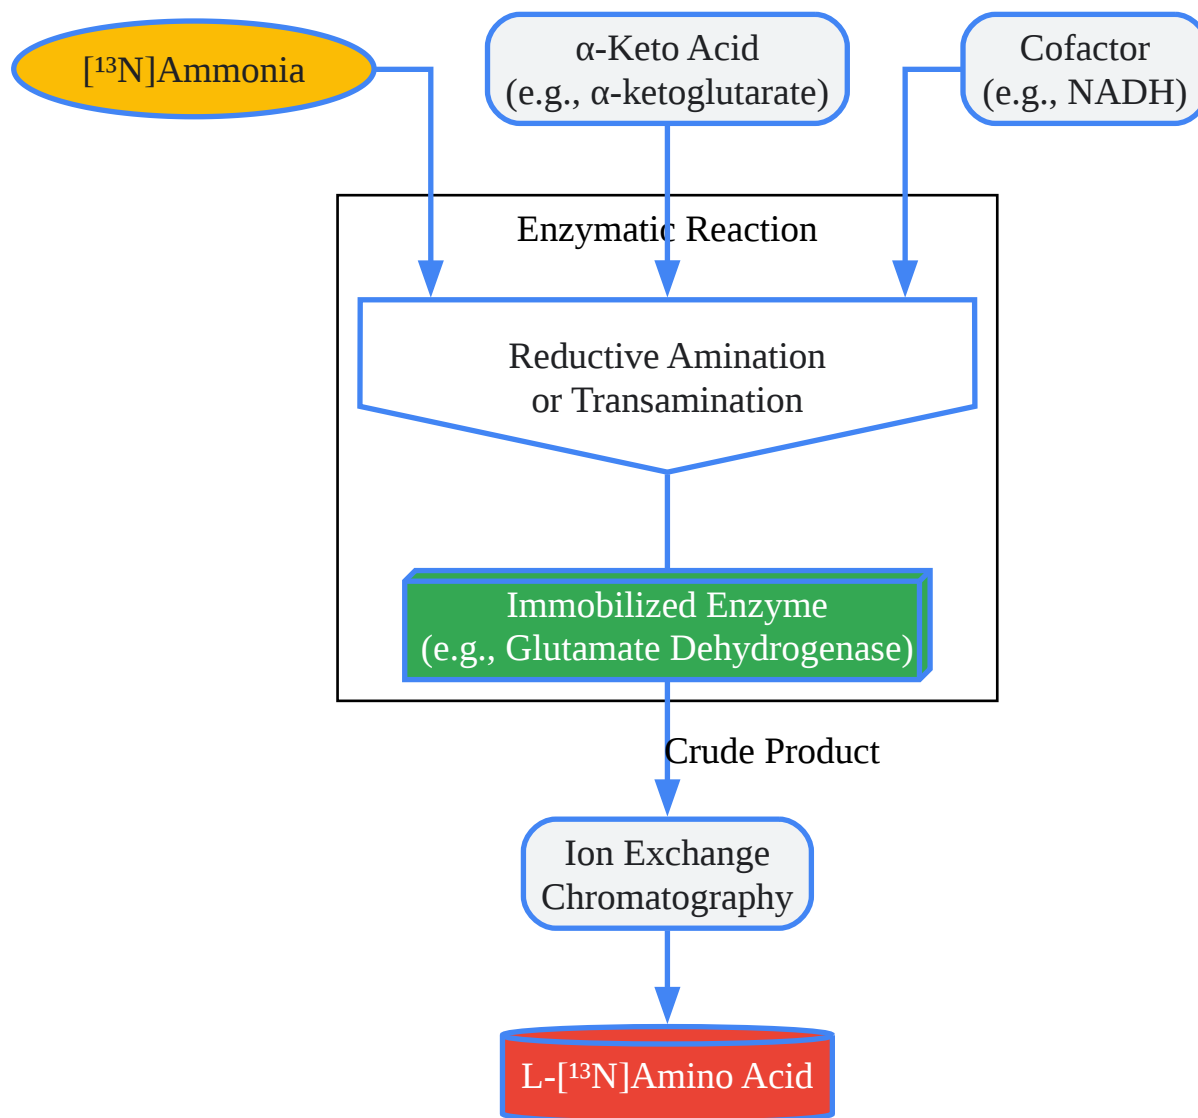 [¹³N]Ammonia
α-Keto Acid
(e.g., α-ketoglutarate)
Cofactor
(e.g., NADH)
Enzymatic Reaction
Reductive Amination
or Transamination
Immobilized Enzyme
(e.g., Glutamate Dehydrogenase)
Crude Product
Ion Exchange
Chromatography
L-[¹³N]Amino Acid